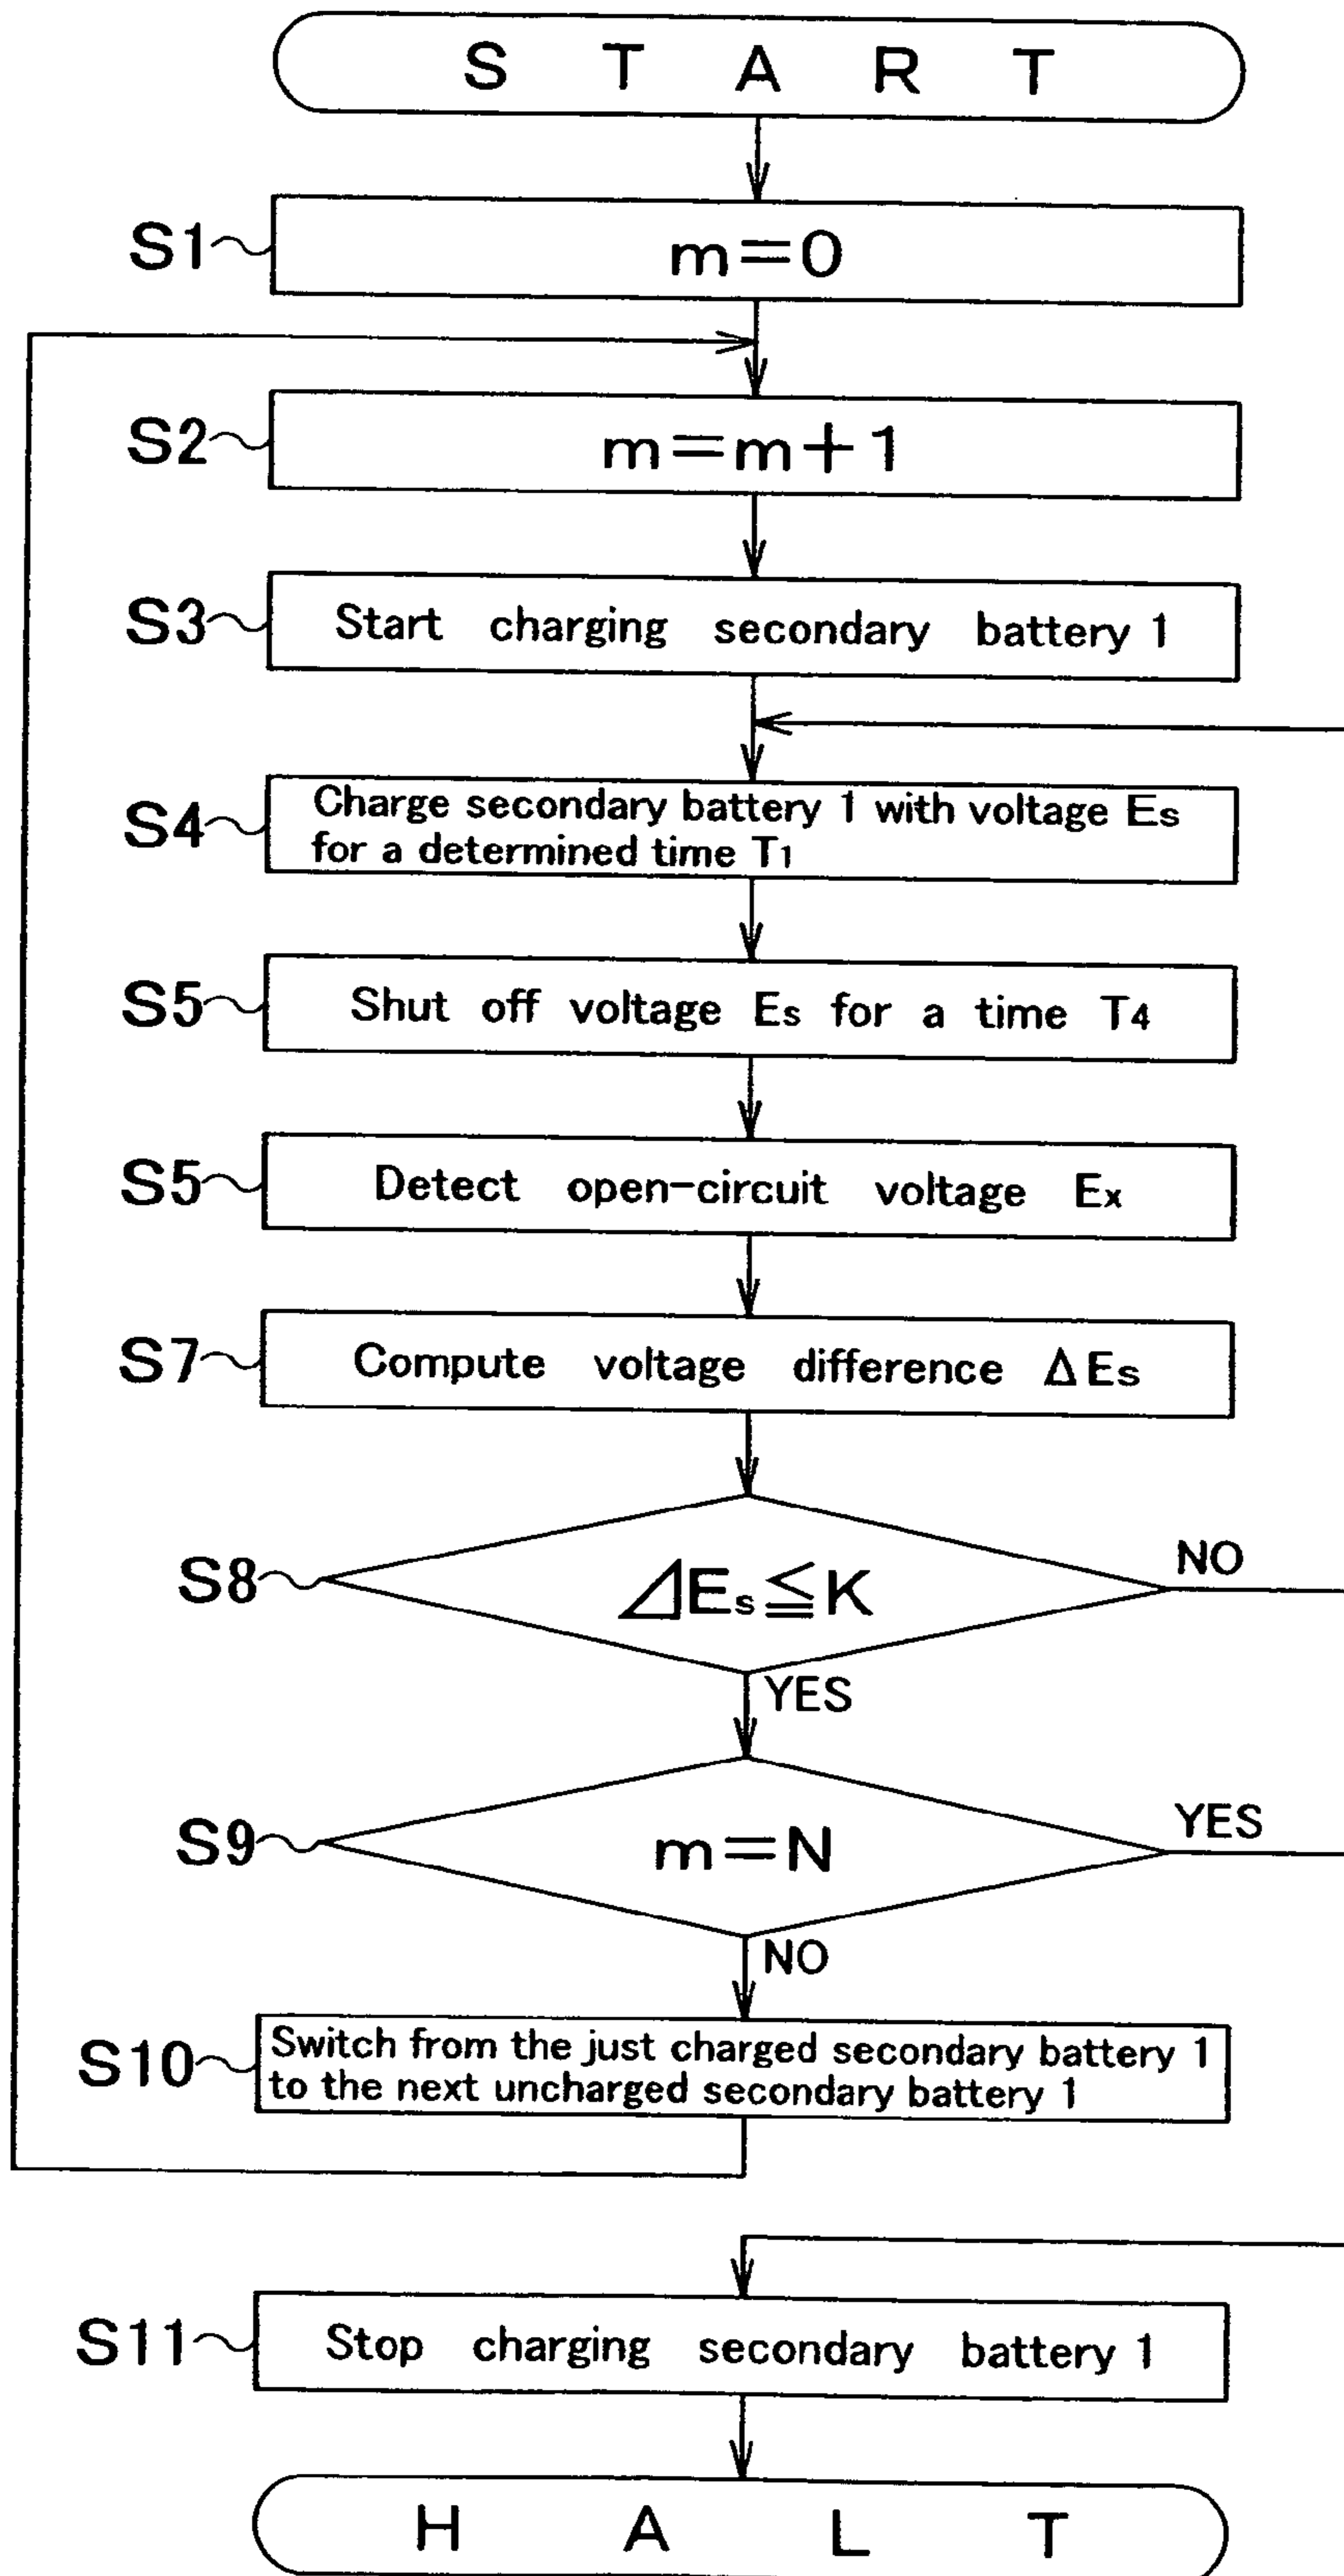 START
S1
m=0
S2
m=m+1
S3
Start charging secondary battery 1
S4
Charge secondary battery 1 with voltage Es
for a determined time T1
S5
Shut off voltage Es for a time T4
S5
Detect open-circuit voltage Ex
S7
Compute voltage difference ΔEs
S8
⊿Es≦K
NO
YES
S9
m=N
YES
NO
S10
Switch from the just charged secondary battery 1
to the next uncharged secondary battery 1
S11
Stop charging secondary battery 1
HALT